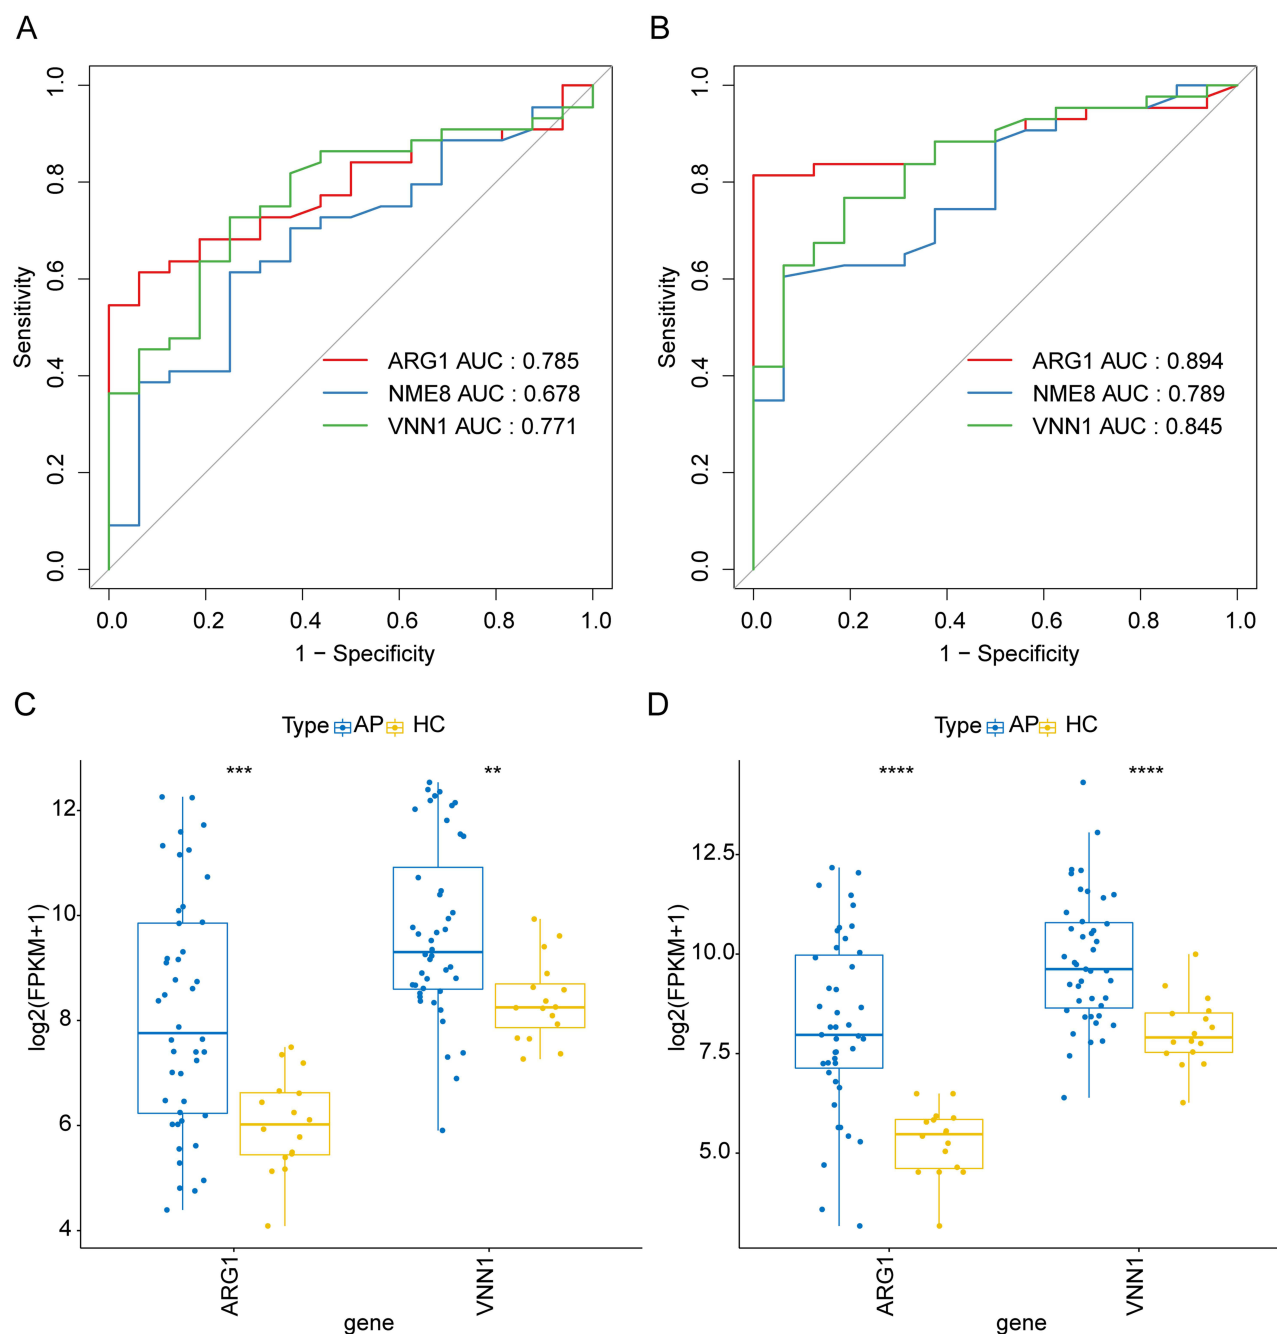 A
Sensitivity
1.0
0.8
0.6
0.4
0.2
0.0
ARG1 AUC : 0.785
NME8 AUC : 0.678
VNN1 AUC : 0.771
0.0 0.2 0.4 0.6 0.8 1.0
1 − Specificity
B
Sensitivity
1.0
0.8
0.6
0.4
0.2
0.0
ARG1 AUC : 0.894
NME8 AUC : 0.789
VNN1 AUC : 0.845
0.0 0.2 0.4 0.6 0.8 1.0
1 − Specificity
C
Type AP HC
*** **
log2(FPKM+1)
12
10
8
6
4
ARG1 VNN1
gene
D
Type AP HC
**** ****
log2(FPKM+1)
12.5
10.0
7.5
5.0
ARG1 VNN1
gene